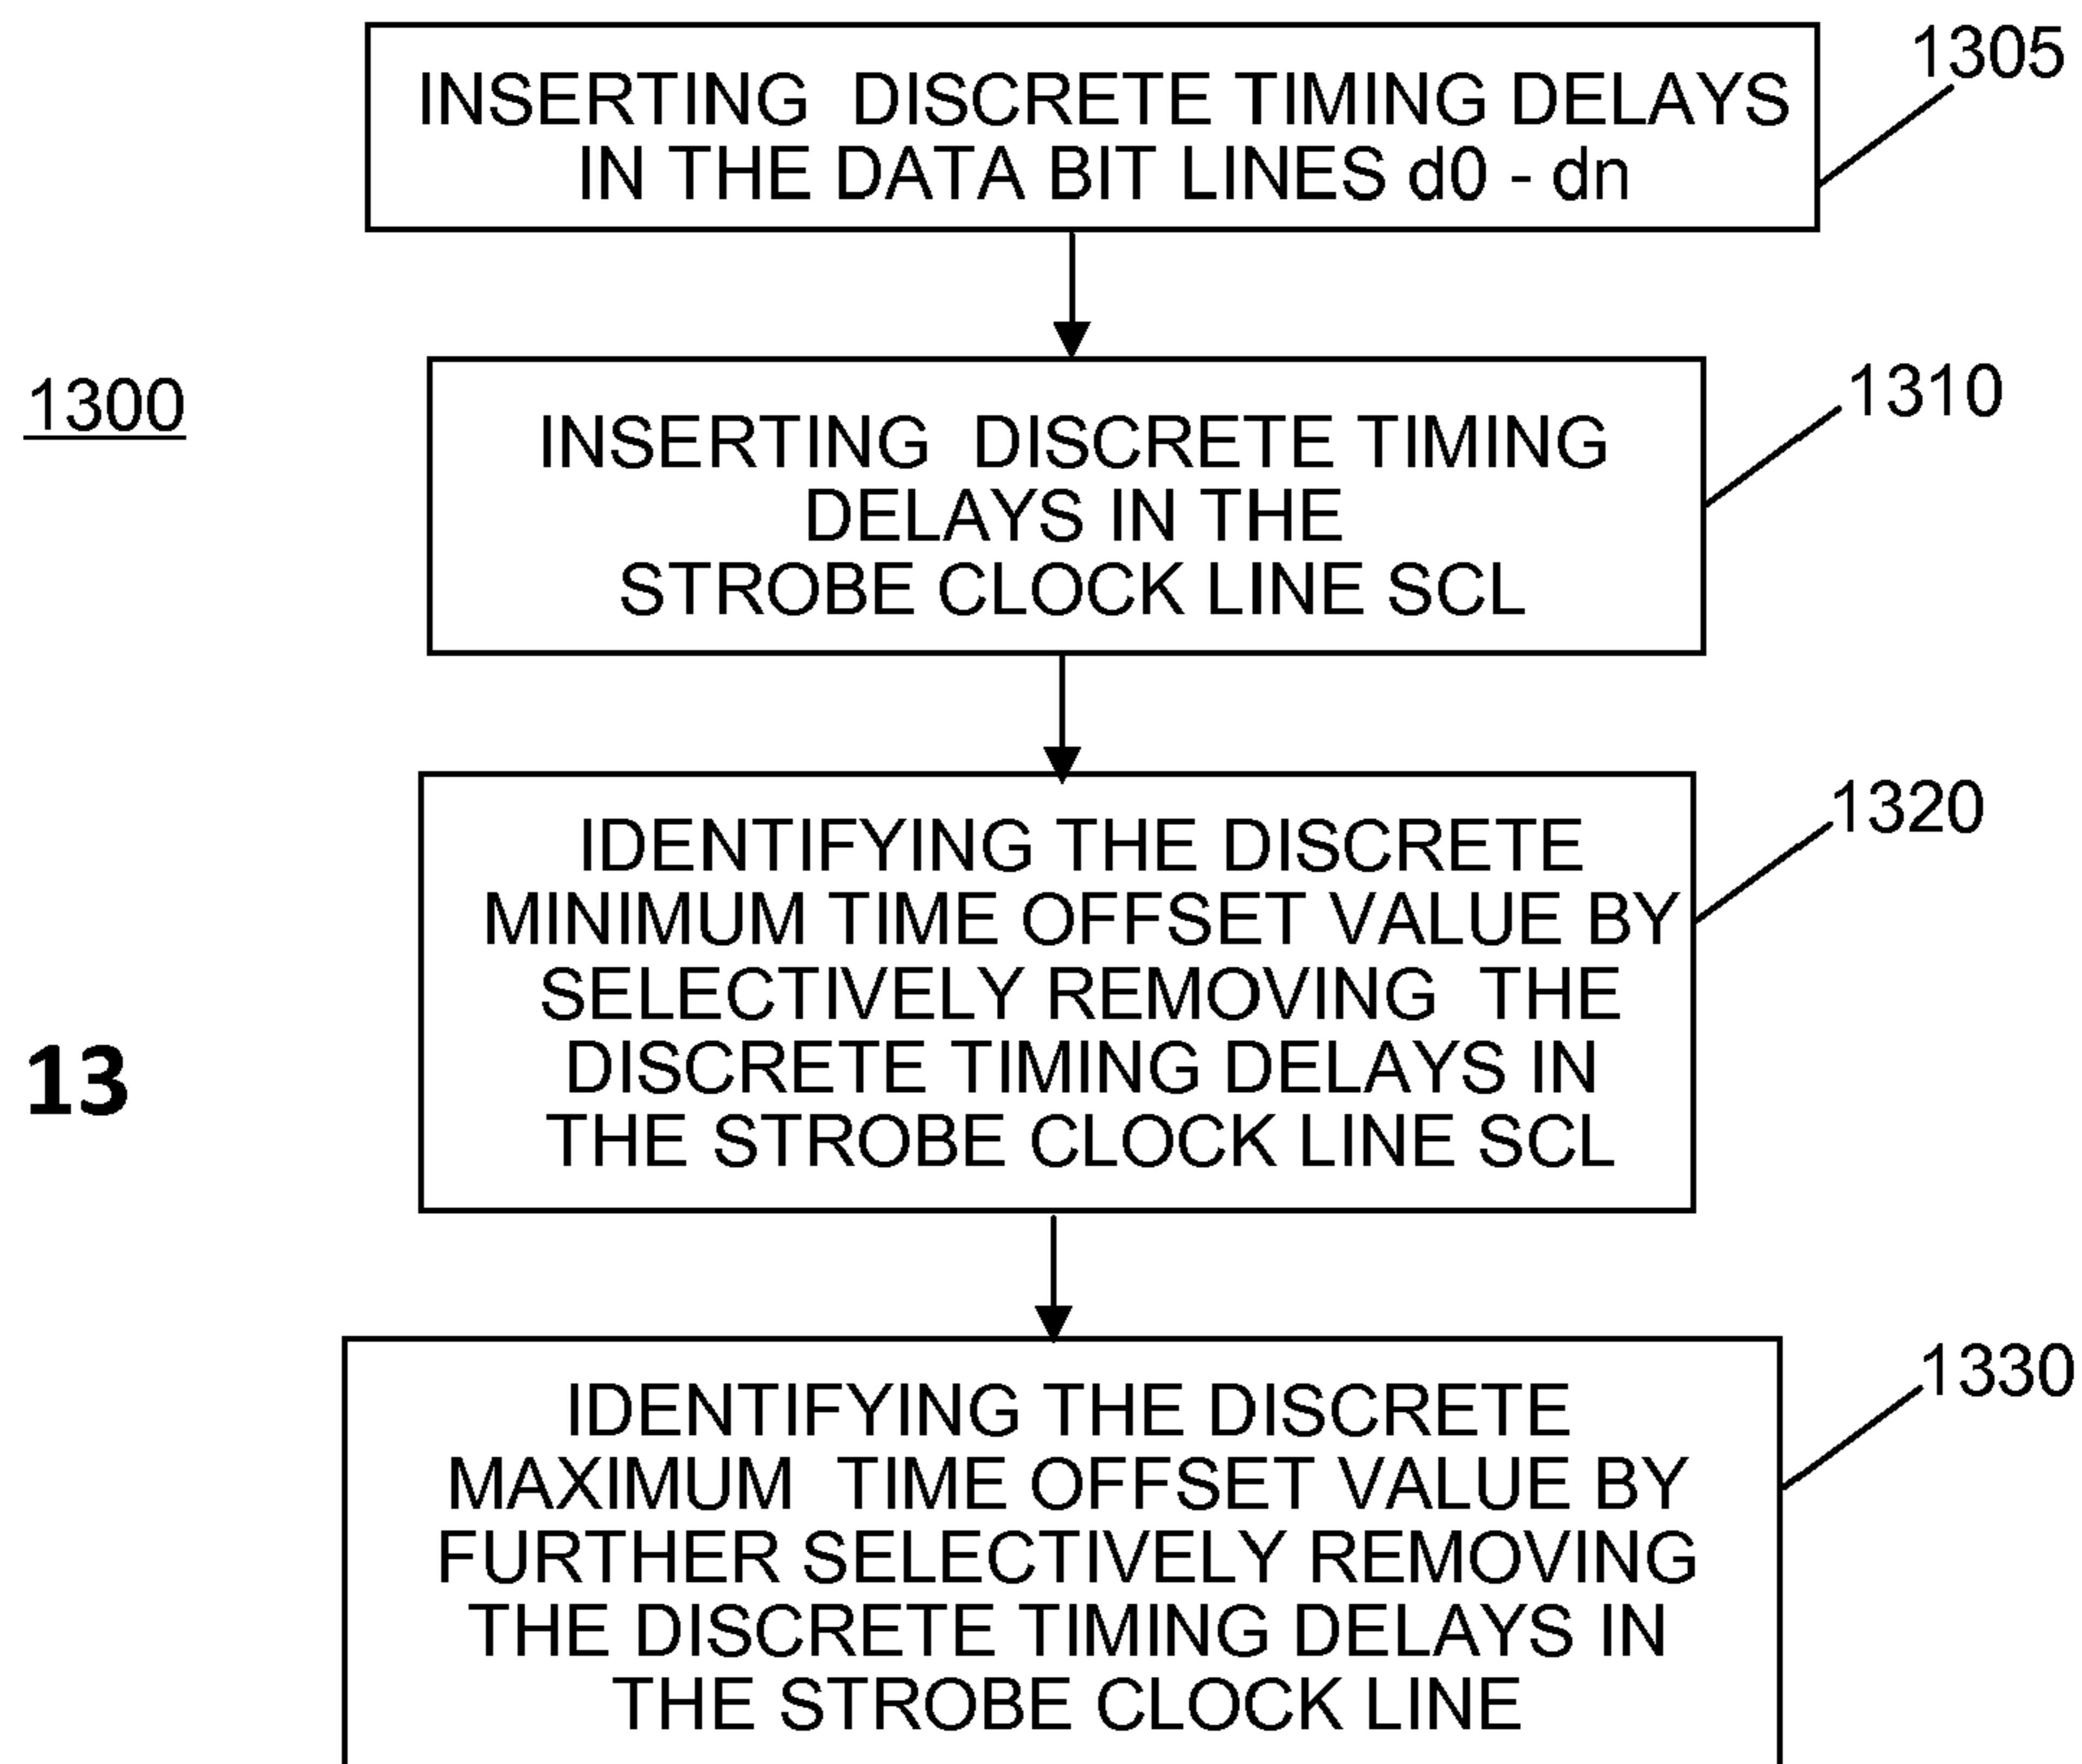 INSERTING DISCRETE TIMING DELAYS
IN THE DATA BIT LINES d0 - dn
1305
1300
INSERTING DISCRETE TIMING
DELAYS IN THE
STROBE CLOCK LINE SCL
1310
IDENTIFYING THE DISCRETE
MINIMUM TIME OFFSET VALUE BY
SELECTIVELY REMOVING THE
DISCRETE TIMING DELAYS IN
THE STROBE CLOCK LINE SCL
1320
13
IDENTIFYING THE DISCRETE
MAXIMUM TIME OFFSET VALUE BY
FURTHER SELECTIVELY REMOVING
THE DISCRETE TIMING DELAYS IN
THE STROBE CLOCK LINE
1330